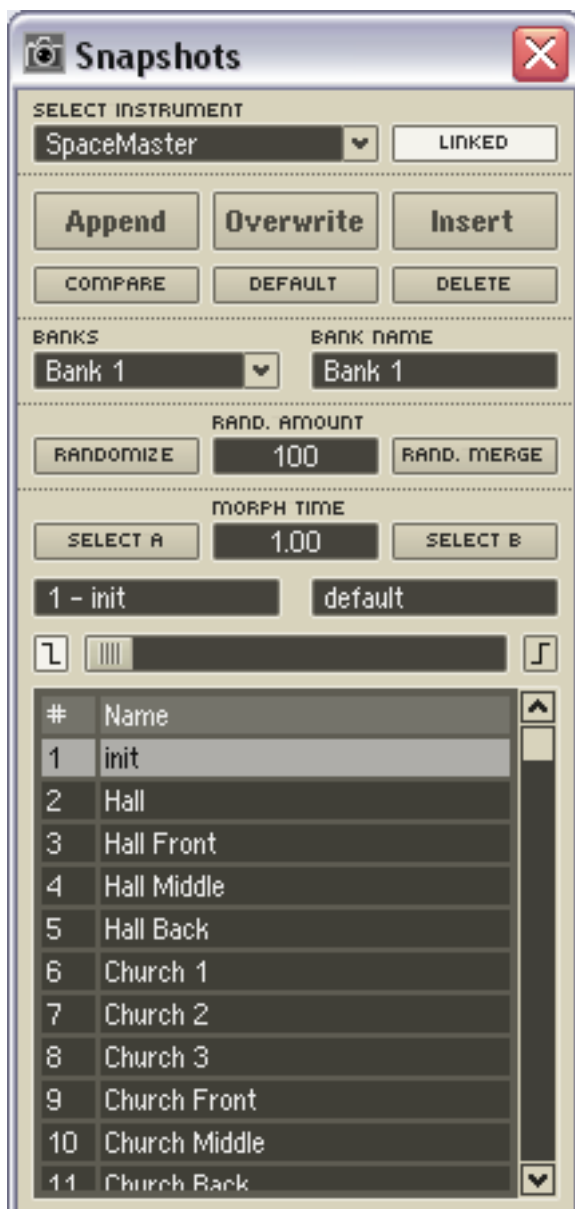 Snapshots
SELECT INSTRUMENT
SpaceMaster LINKED
Append Overwrite Insert
COMPARE DEFAULT DELETE
BANKS BANK NAME
Bank 1 Bank 1
RAND. AMOUNT
RANDOMIZE 100 RAND. MERGE
MORPH TIME
SELECT A 1.00 SELECT B
1 - init default
# Name
1 init
2 Hall
3 Hall Front
4 Hall Middle
5 Hall Back
6 Church 1
7 Church 2
8 Church 3
9 Church Front
10 Church Middle
11 Church Back